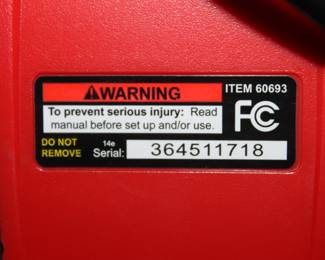 WARNING
ITEM 60693
To prevent serious injury: Read
manual before set up and/or use.
FC
DO NOT
REMOVE
14e
Serial:
364511718